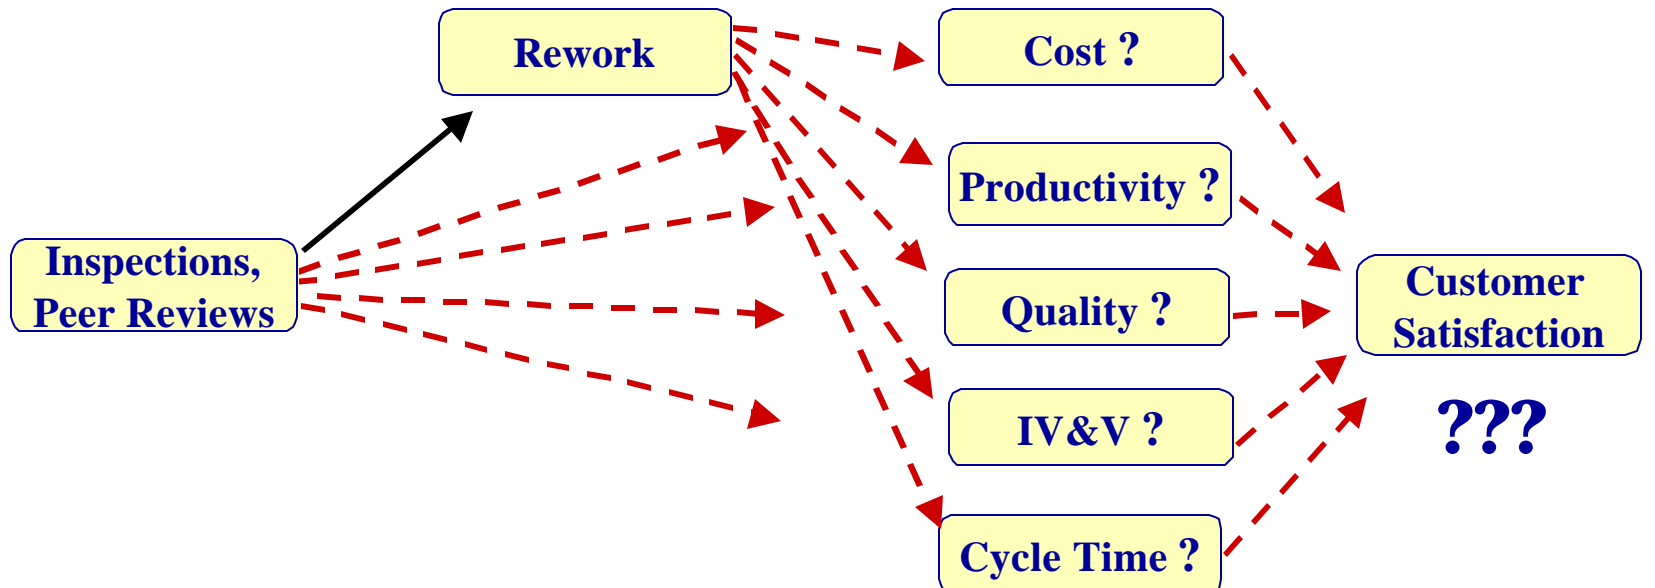 Rework
Cost ?
Productivity ?
Inspections,
Peer Reviews
Quality ?
Customer
Satisfaction
IV&V ?
???
Cycle Time ?